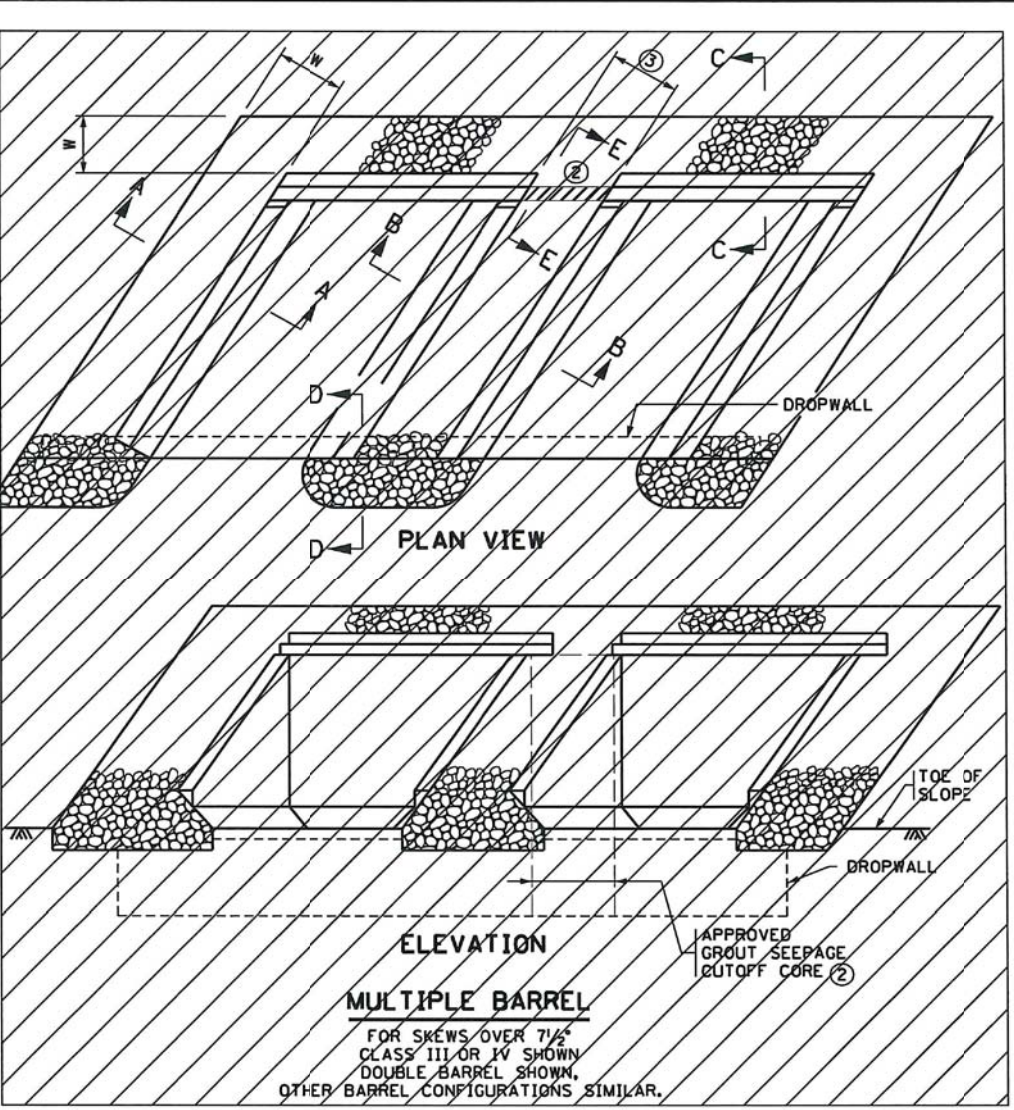 W
③
C
W
E
②
A
B
E
C
A
B
D
DROPWALL
D
PLAN VIEW
TOE OF
SLOPE
DROPWALL
ELEVATION
APPROVED
GROUT SEEPAGE
CUTOFF CORE ②
MULTIPLE BARREL
FOR SKEWS OVER 7½°
CLASS III OR IV SHOWN
DOUBLE BARREL SHOWN,
OTHER BARREL CONFIGURATIONS SIMILAR.